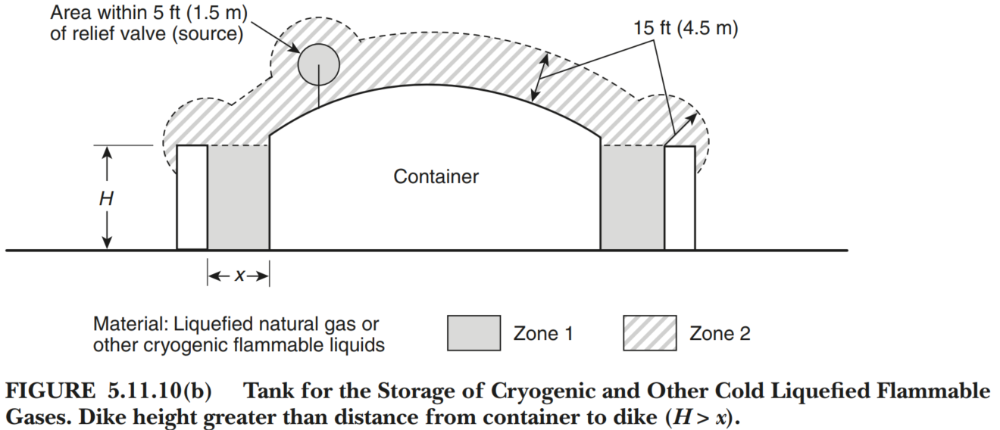 Area within 5 ft (1.5 m)
of relief valve (source)
15 ft (4.5 m)
H
Container
x
Material: Liquefied natural gas or
other cryogenic flammable liquids
Zone 1
Zone 2
FIGURE 5.11.10(b) Tank for the Storage of Cryogenic and Other Cold Liquefied Flammable
Gases. Dike height greater than distance from container to dike (H > x).